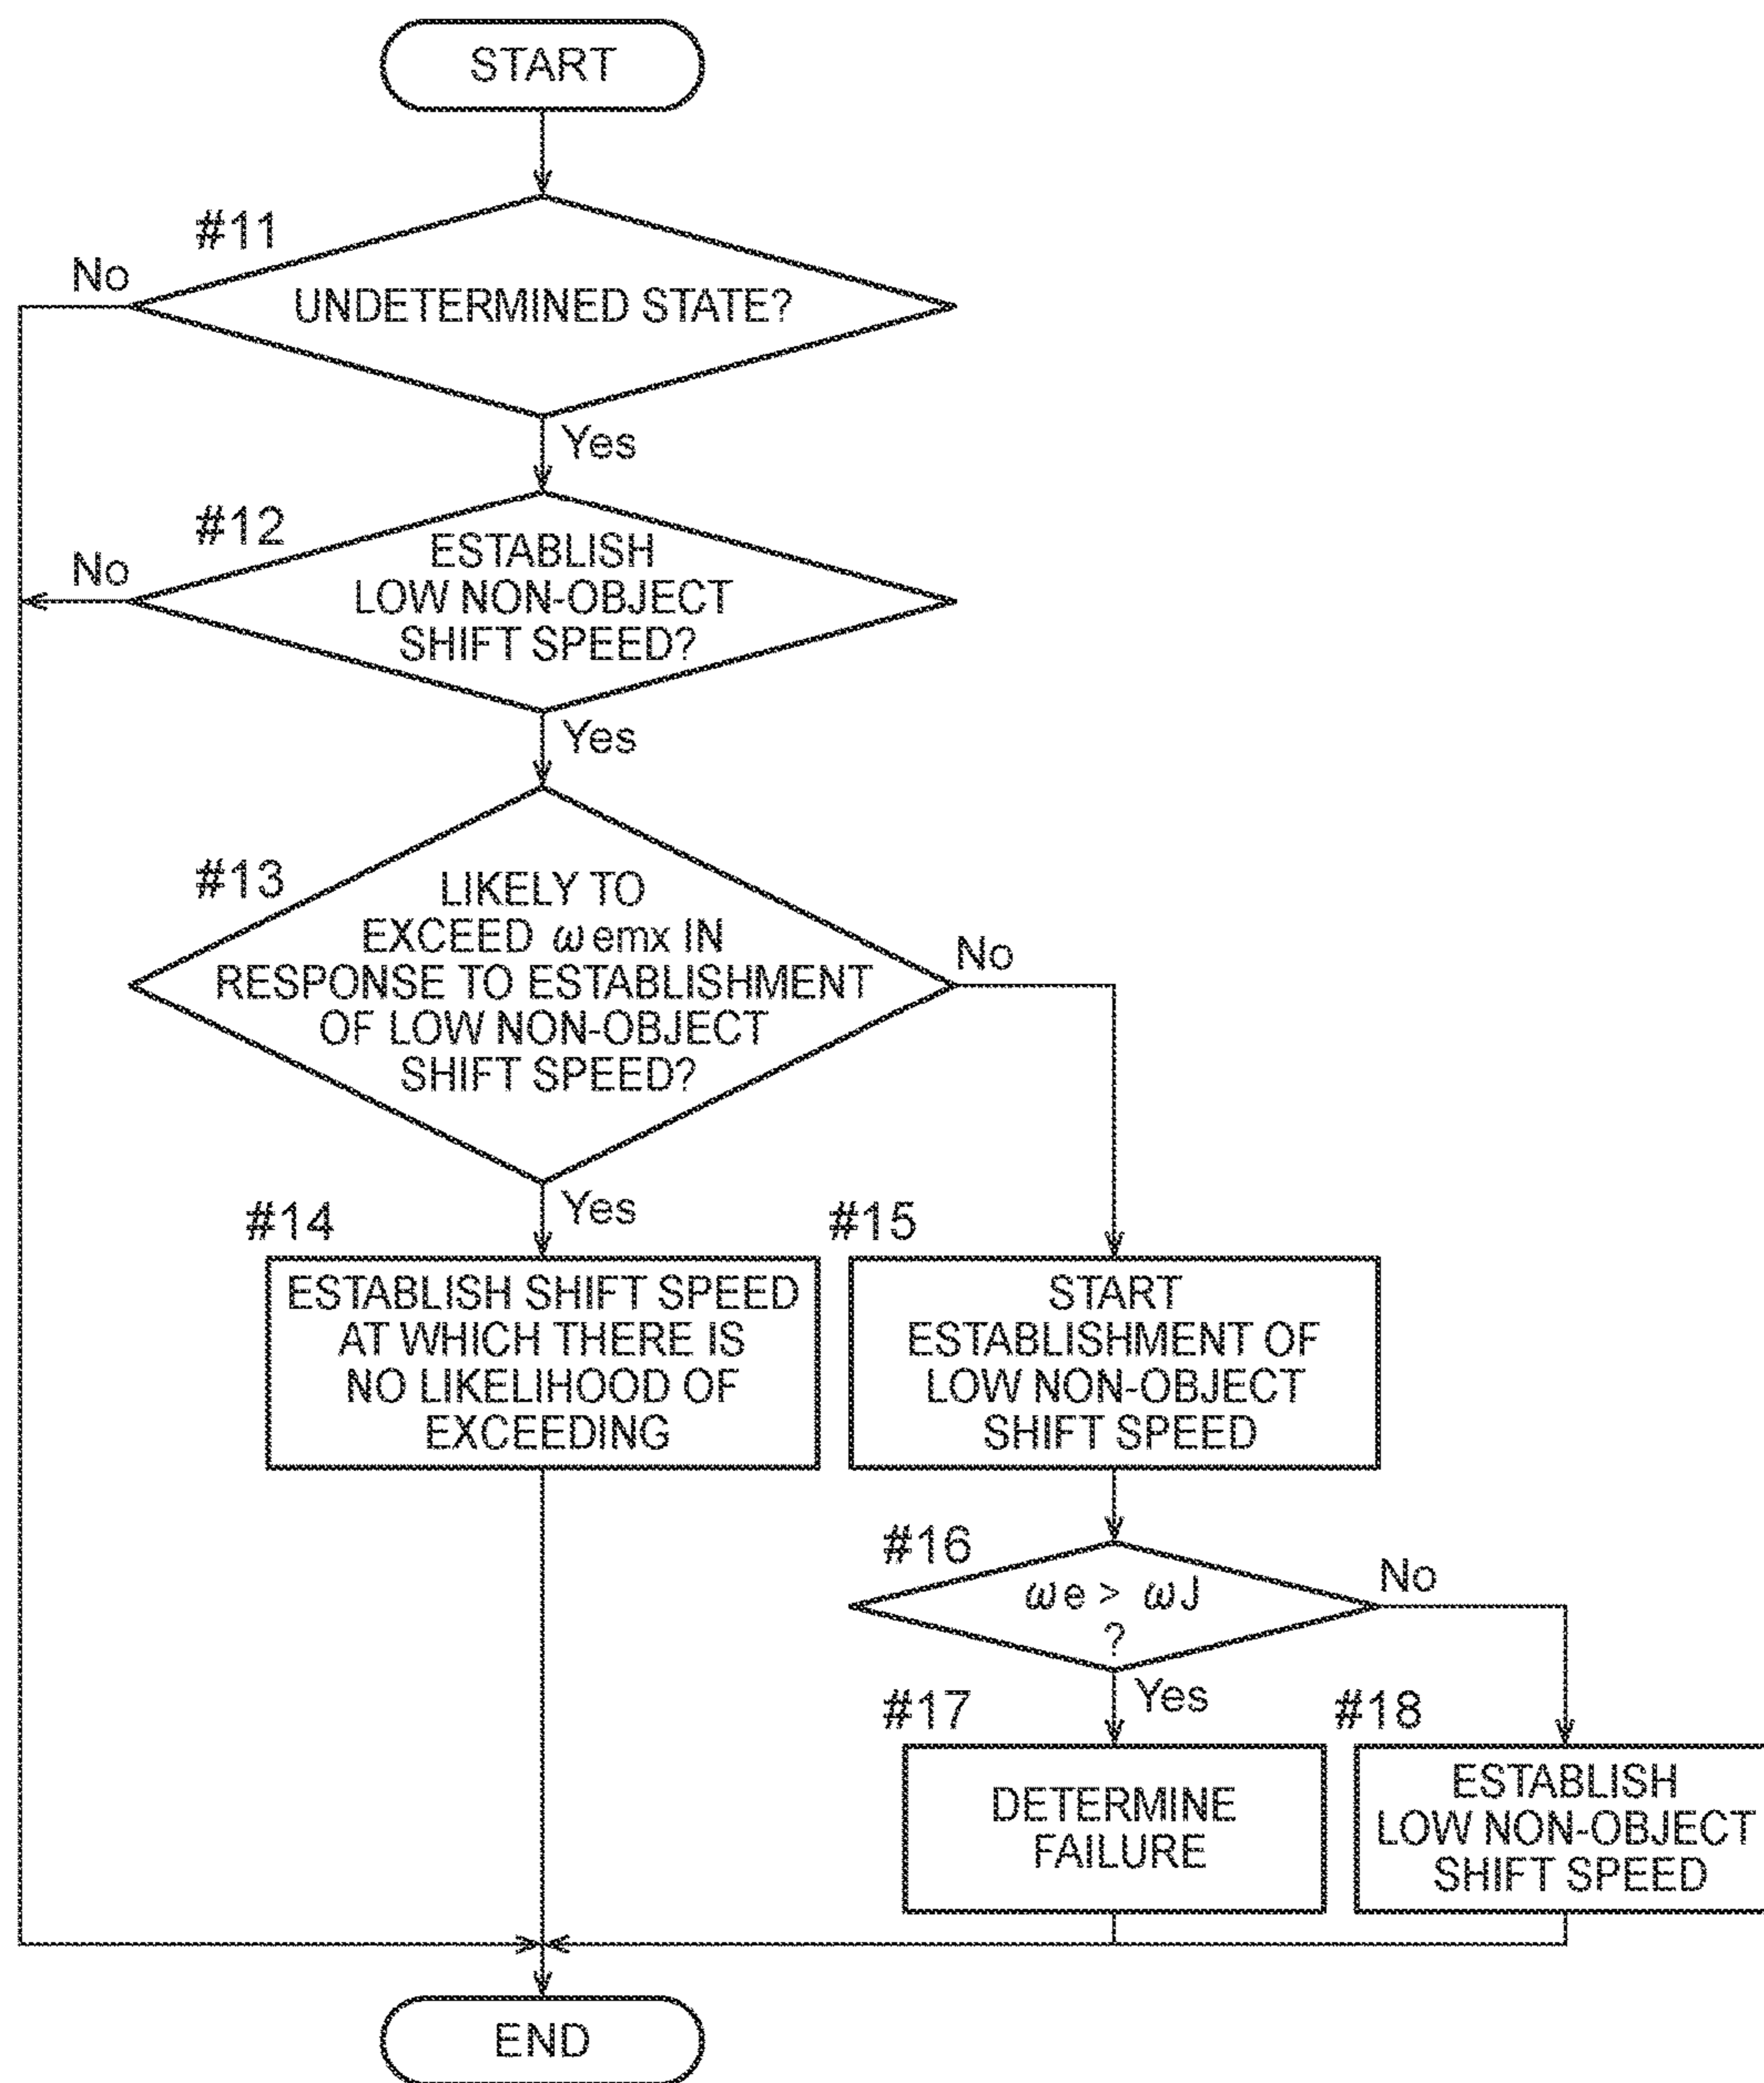 START
#11
No
UNDETERMINED STATE?
Yes
#12
No
ESTABLISH
LOW NON-OBJECT
SHIFT SPEED?
Yes
#13
LIKELY TO
EXCEED ωemx IN
RESPONSE TO ESTABLISHMENT
OF LOW NON-OBJECT
SHIFT SPEED?
No
Yes
#14
ESTABLISH SHIFT SPEED
AT WHICH THERE IS
NO LIKELIHOOD OF
EXCEEDING
#15
START
ESTABLISHMENT OF
LOW NON-OBJECT
SHIFT SPEED
#16
ωe > ωJ
?
No
Yes
#17
DETERMINE
FAILURE
#18
ESTABLISH
LOW NON-OBJECT
SHIFT SPEED
END